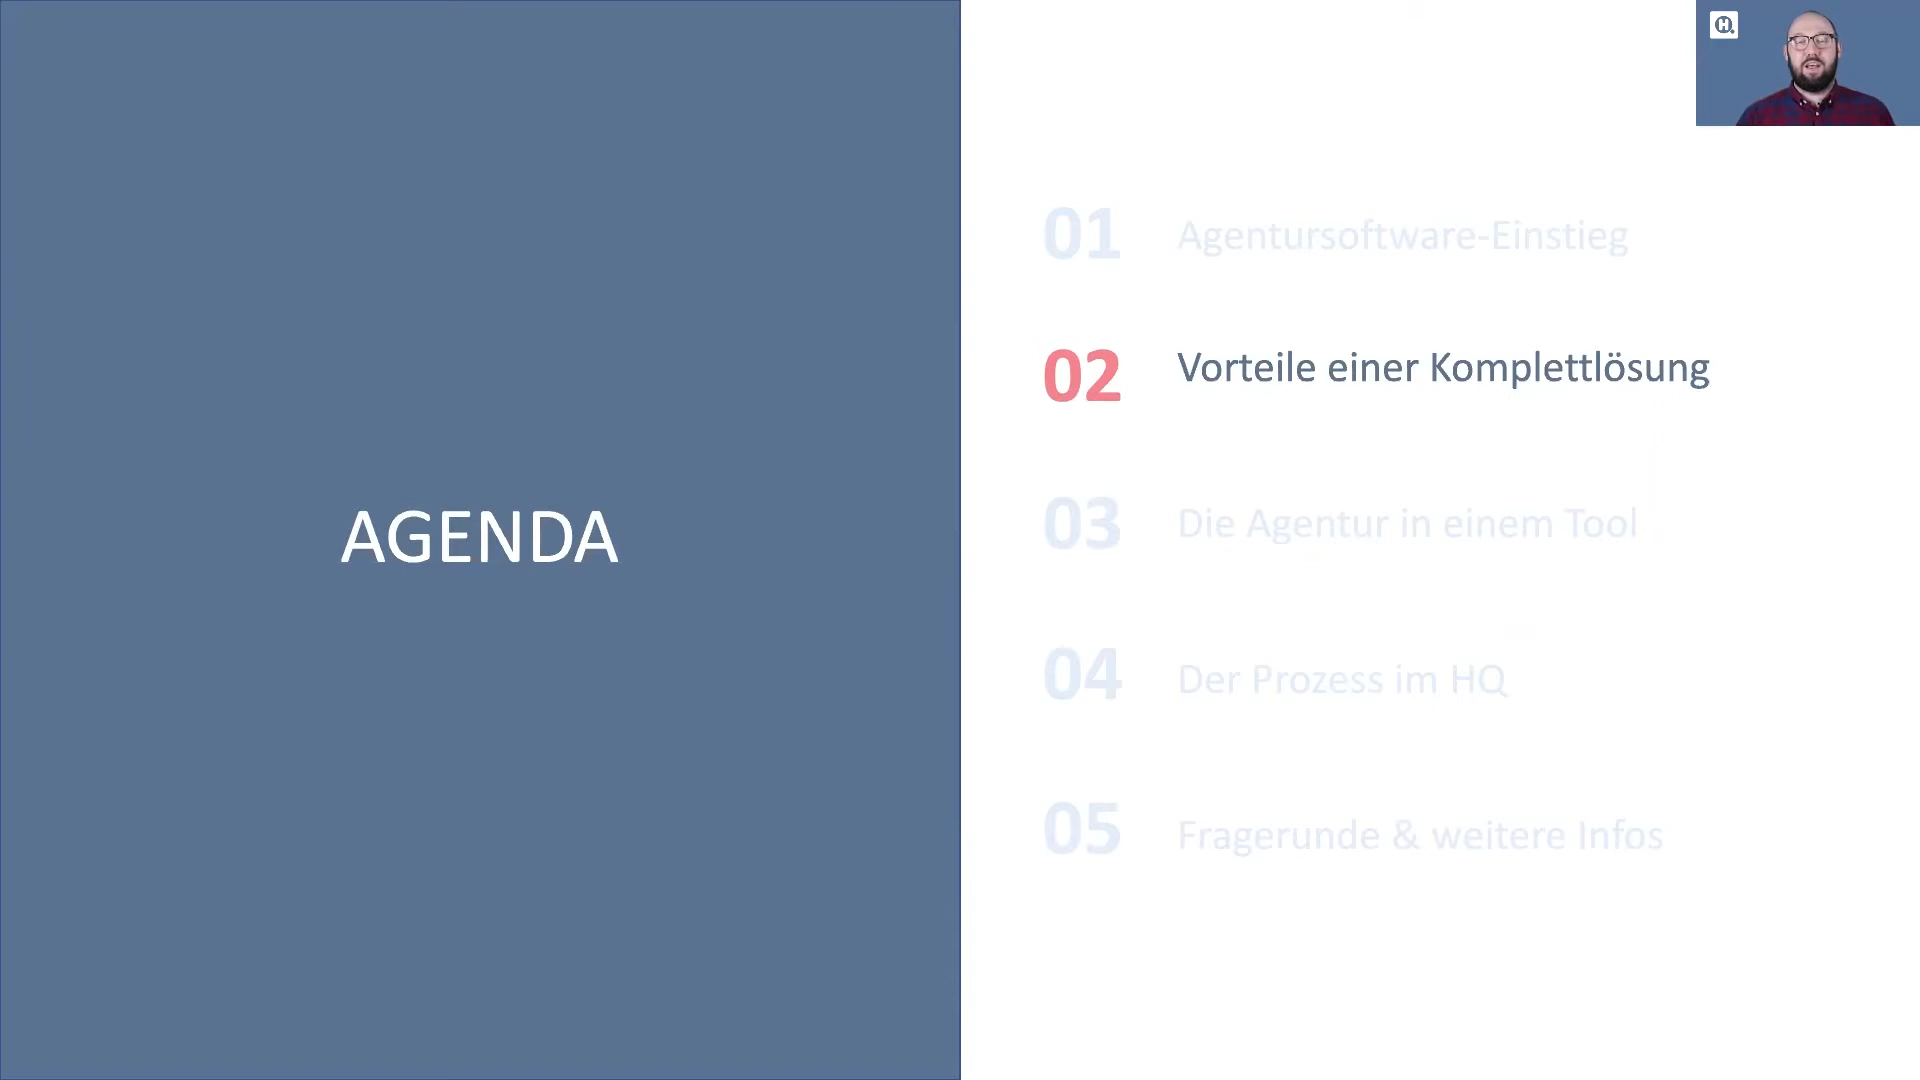 AGENDA
01 Agentursoftware-Einstieg
02 Vorteile einer Komplettlösung
03 Die Agentur in einem Tool
04 Der Prozess im HQ
05 Fragerunde & weitere Infos